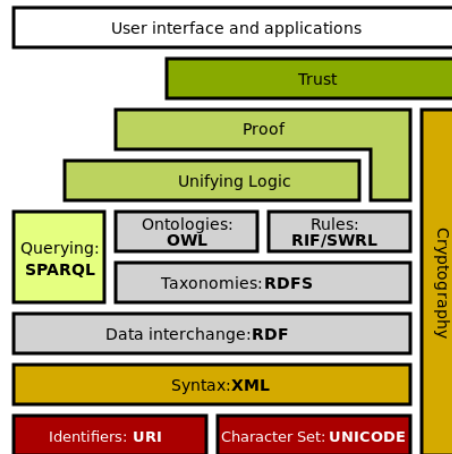 User interface and applications
Trust
Proof
Unifying Logic
Querying:
SPARQL
Ontologies:
OWL
Rules:
RIF/SWRL
Taxonomies:RDFS
Cryptography
Data interchange:RDF
Syntax:XML
Identifiers: URI
Character Set: UNICODE